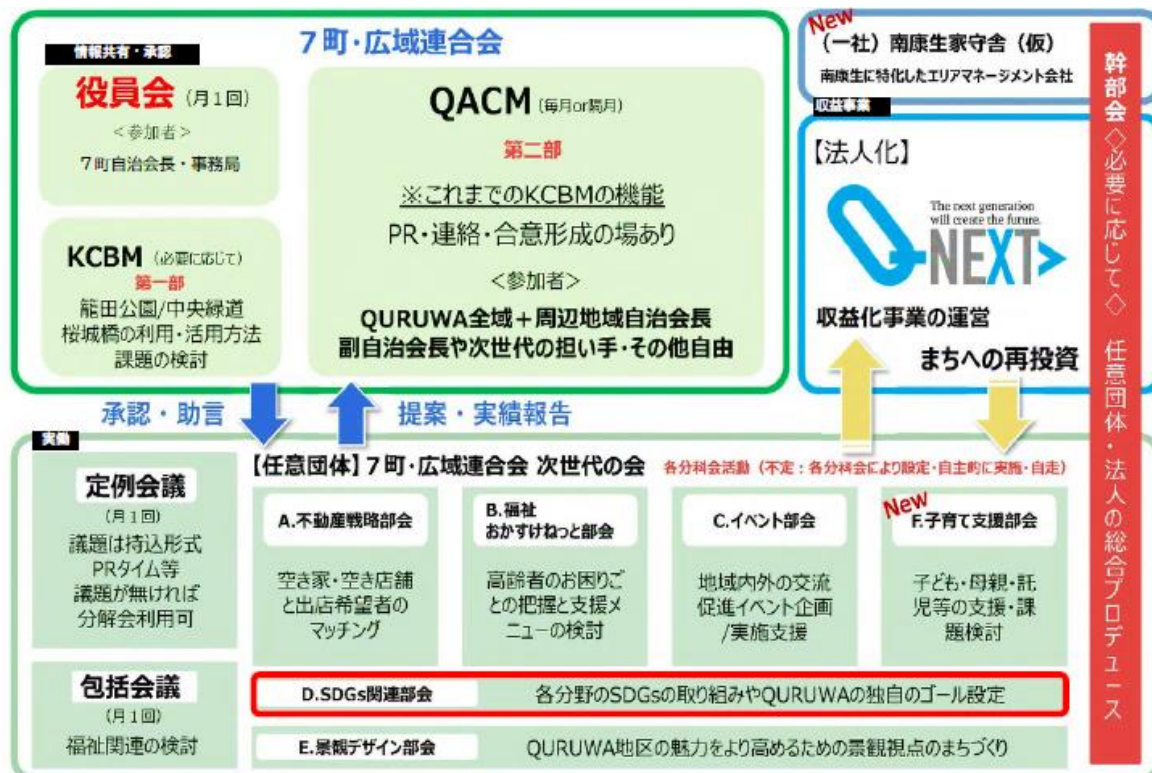 7町・広域連合会
情報共有・承認
役員会(月1回)
<参加者>
7町自治会長・事務局
KCBM(必要に応じて)
第一部
籠田公園/中央緑道
桜城橋の利用・活用方法
課題の検討
QACM(毎月or隔月)
第二部
※これまでのKCBMの機能
PR・連絡・合意形成の場あり
<参加者>
QURUWA全域+周辺地域自治会長
副自治会長や次世代の担い手・その他自由
New
(一社)南康生家守舎(仮)
南康生に特化したエリアマネージメント会社
収益事業
【法人化】
The next generation
will create the future.
Q-NEXT>
収益化事業の運営
まちへの再投資
幹部会◇必要に応じて◇ 任意団体・法人の総合プロデュース
承認・助言
提案・実績報告
実働
定例会議
(月1回)
議題は持込形式
PRタイム等
議題が無ければ
分解会利用可
包括会議
(月1回)
福祉関連の検討
【任意団体】7町・広域連合会 次世代の会
各分科会活動(不定:各分科会により設定・自主的に実施・自走)
A.不動産戦略部会
空き家・空き店舗
と出店希望者の
マッチング
B.福祉
おかすけねっと部会
高齢者のお困りご
との把握と支援メ
ニューの検討
C.イベント部会
地域内外の交流
促進イベント企画
/実施支援
New
F.子育て支援部会
子ども・母親・託
児等の支援・課
題検討
D.SDGs関連部会
各分野のSDGsの取り組みやQURUWAの独自のゴール設定
E.景観デザイン部会
QURUWA地区の魅力をより高めるための景観視点のまちづくり